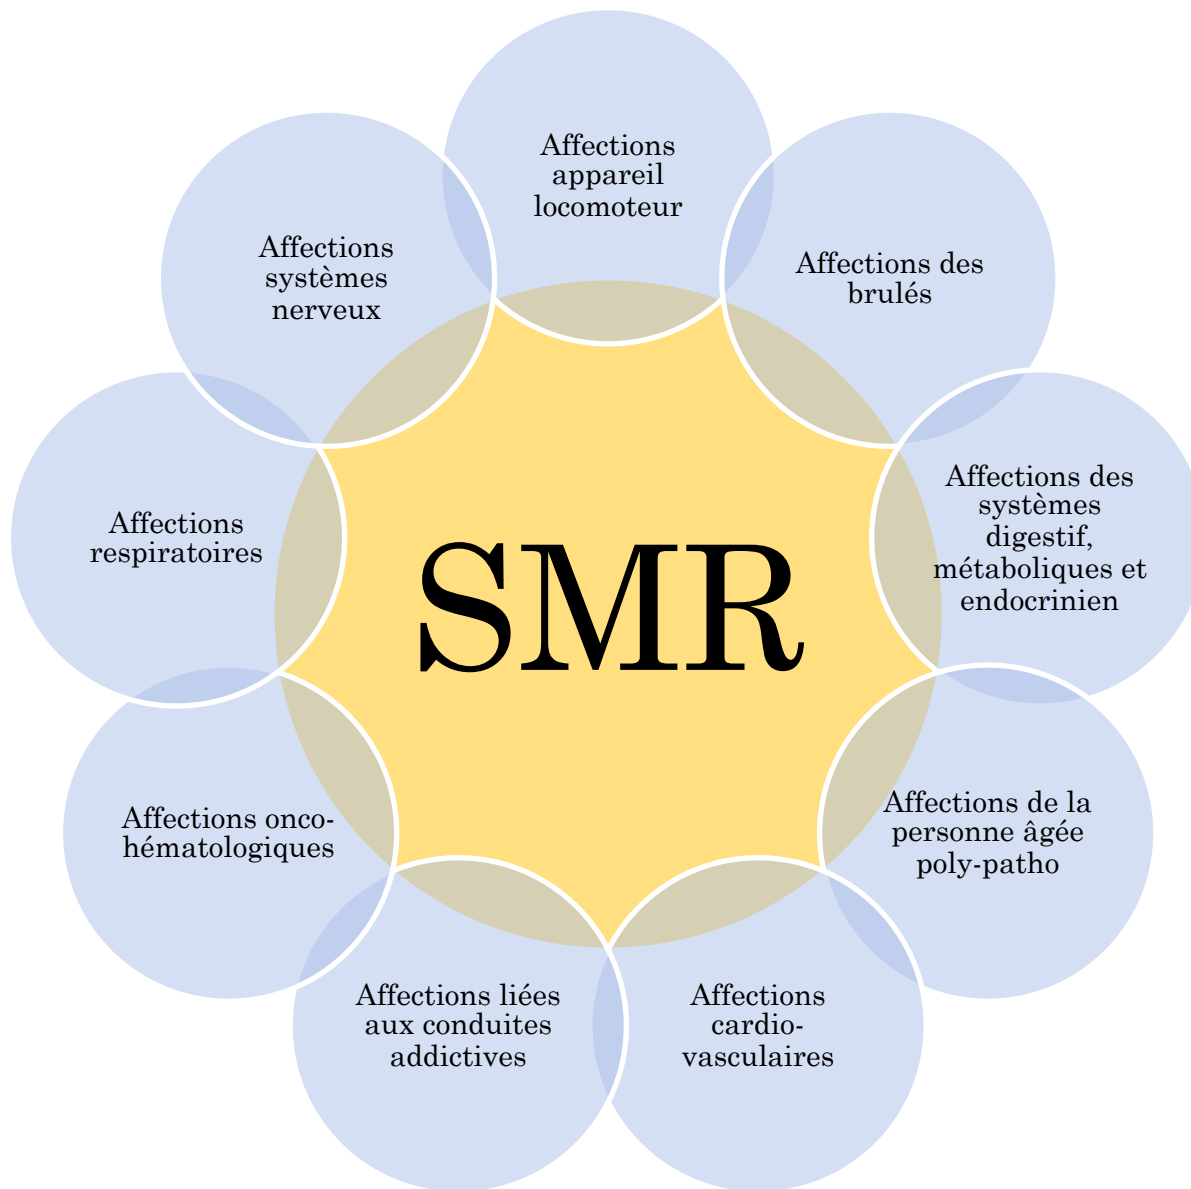 Affections
appareil
locomoteur
Affections des
brulés
Affections des
systèmes
digestif,
métaboliques et
endocrinien
Affections de la
personne âgée
poly-patho
Affections
cardio-
vasculaires
Affections liées
aux conduites
addictives
Affections onco-
hématologiques
Affections
respiratoires
Affections
systèmes
nerveux
SMR